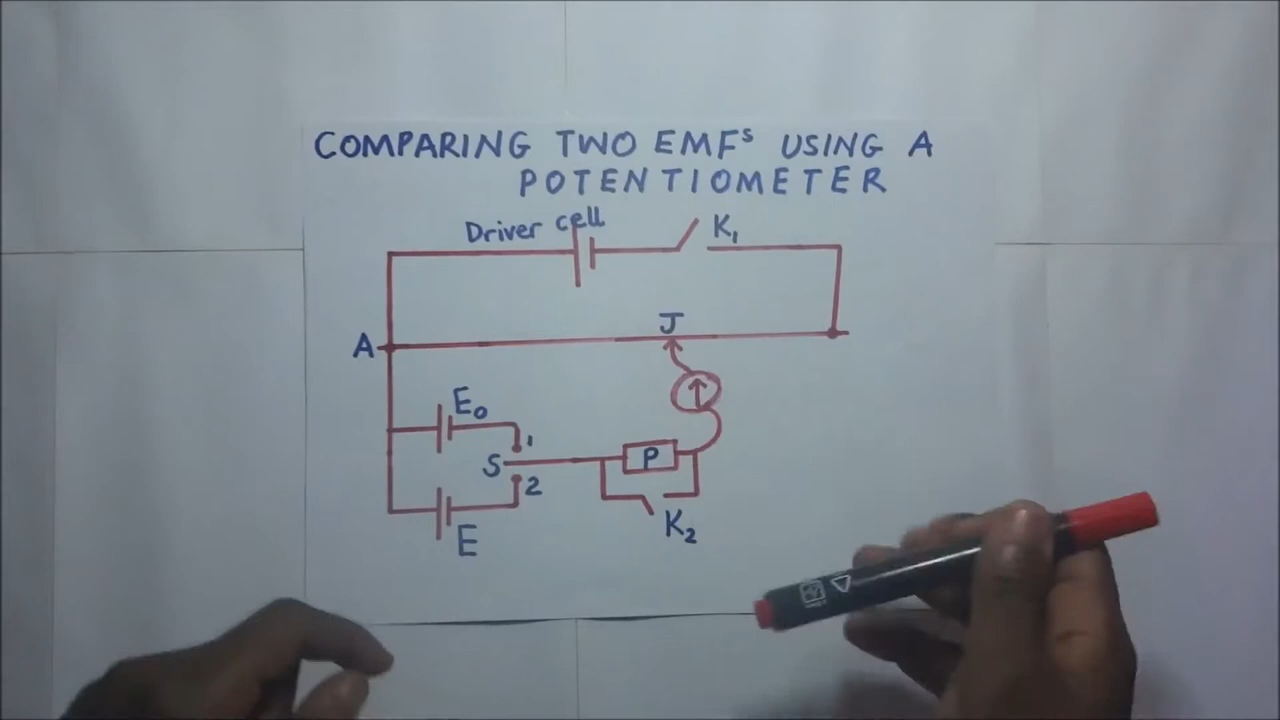 COMPARING TWO EMFs USING A
POTENTIOMETER
Driver cell
K1
J
A
E0
1
S
P
2
E
K2